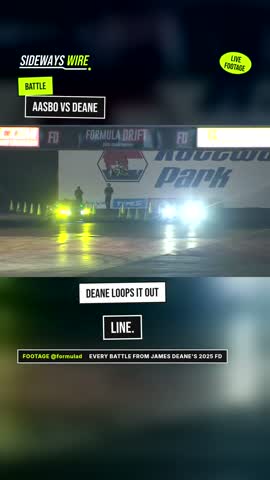 SIDEWAYS WIRE.
LIVE
FOOTAGE
BATTLE
AASBO VS DEANE
FD
FORMULA DRIFT
FD
Raceway
Park
DEANE LOOPS IT OUT
LINE.
FOOTAGE @formulad EVERY BATTLE FROM JAMES DEANE'S 2025 FD